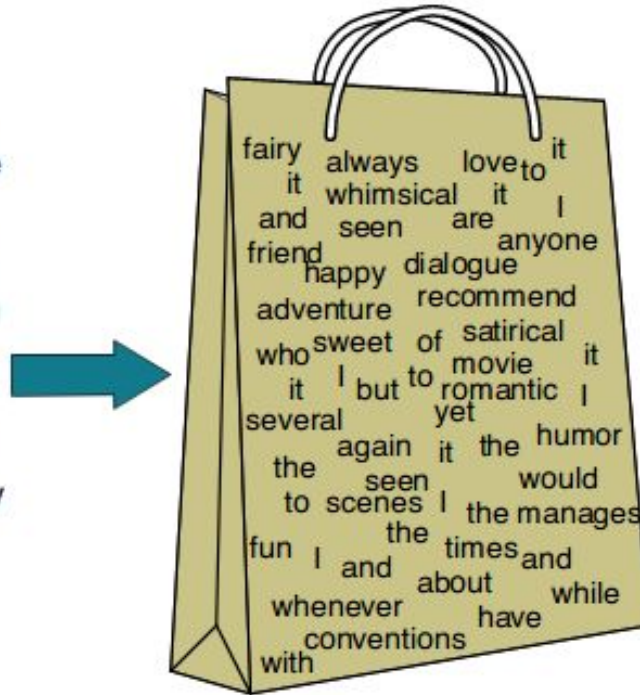 fairy always love to it
it whimsical it I
and seen are anyone
friend happy dialogue
adventure recommend
who sweet of satirical it
it I but to movie romantic I
several yet
again it the humor
the seen would
to scenes I the manages
the
fun I and times and
about while
whenever have
conventions
with